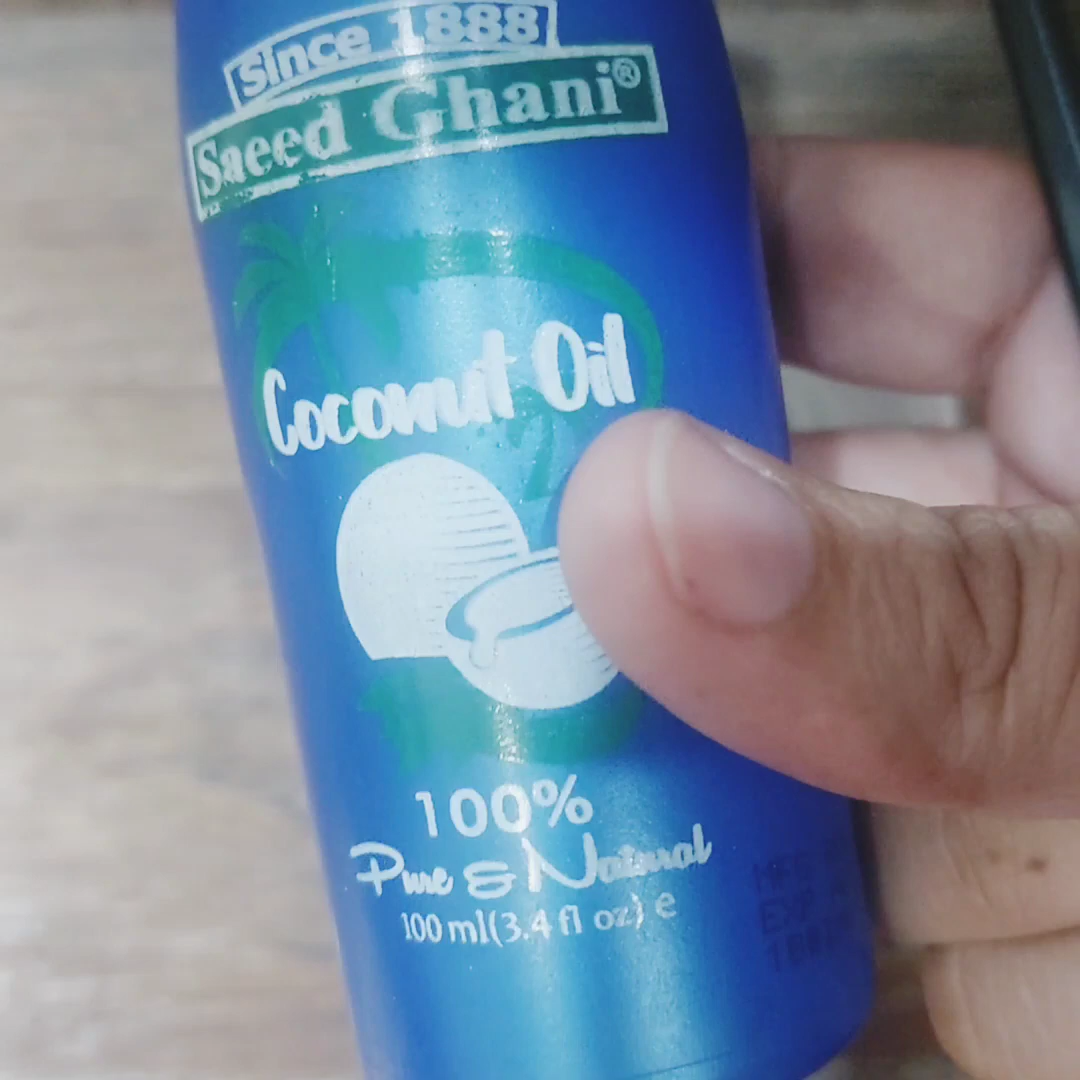 Since 1888
Saeed Ghani®
Coconut Oil
100%
Pure & Natural
100 ml(3.4 fl oz) e